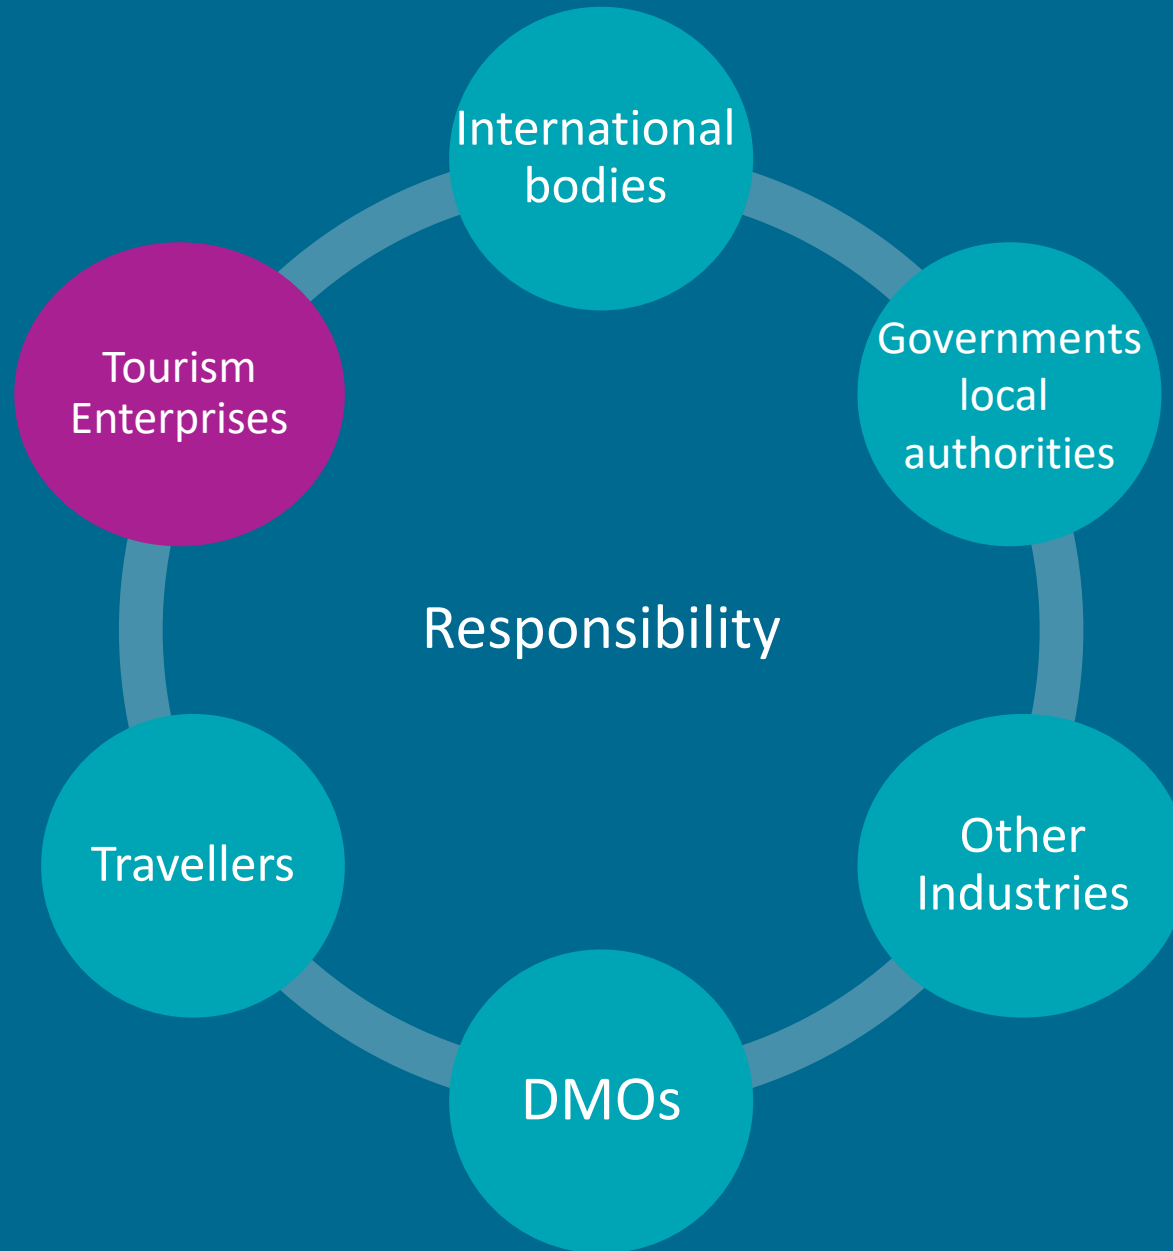 International
bodies
Governments
local
authorities
Tourism
Enterprises
Responsibility
Travellers
Other
Industries
DMOs